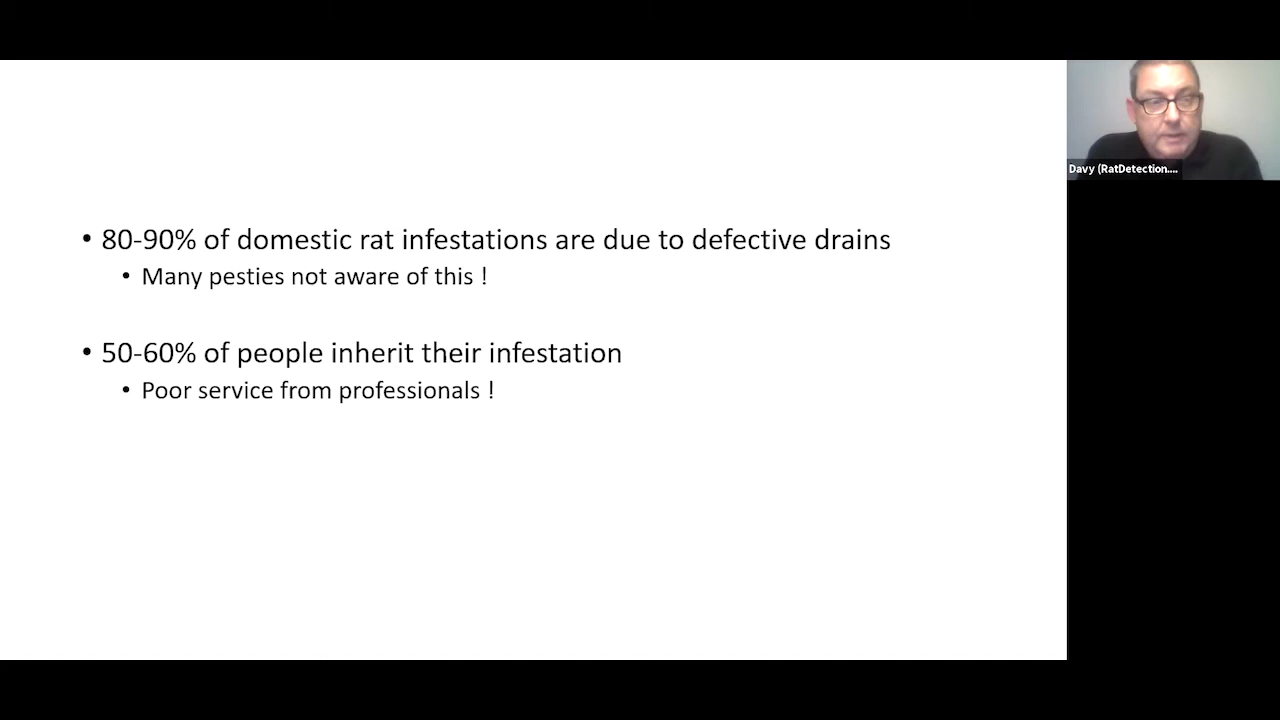 • 80-90% of domestic rat infestations are due to defective drains
• Many pesties not aware of this !
• 50-60% of people inherit their infestation
• Poor service from professionals !
Davy (RatDetection....